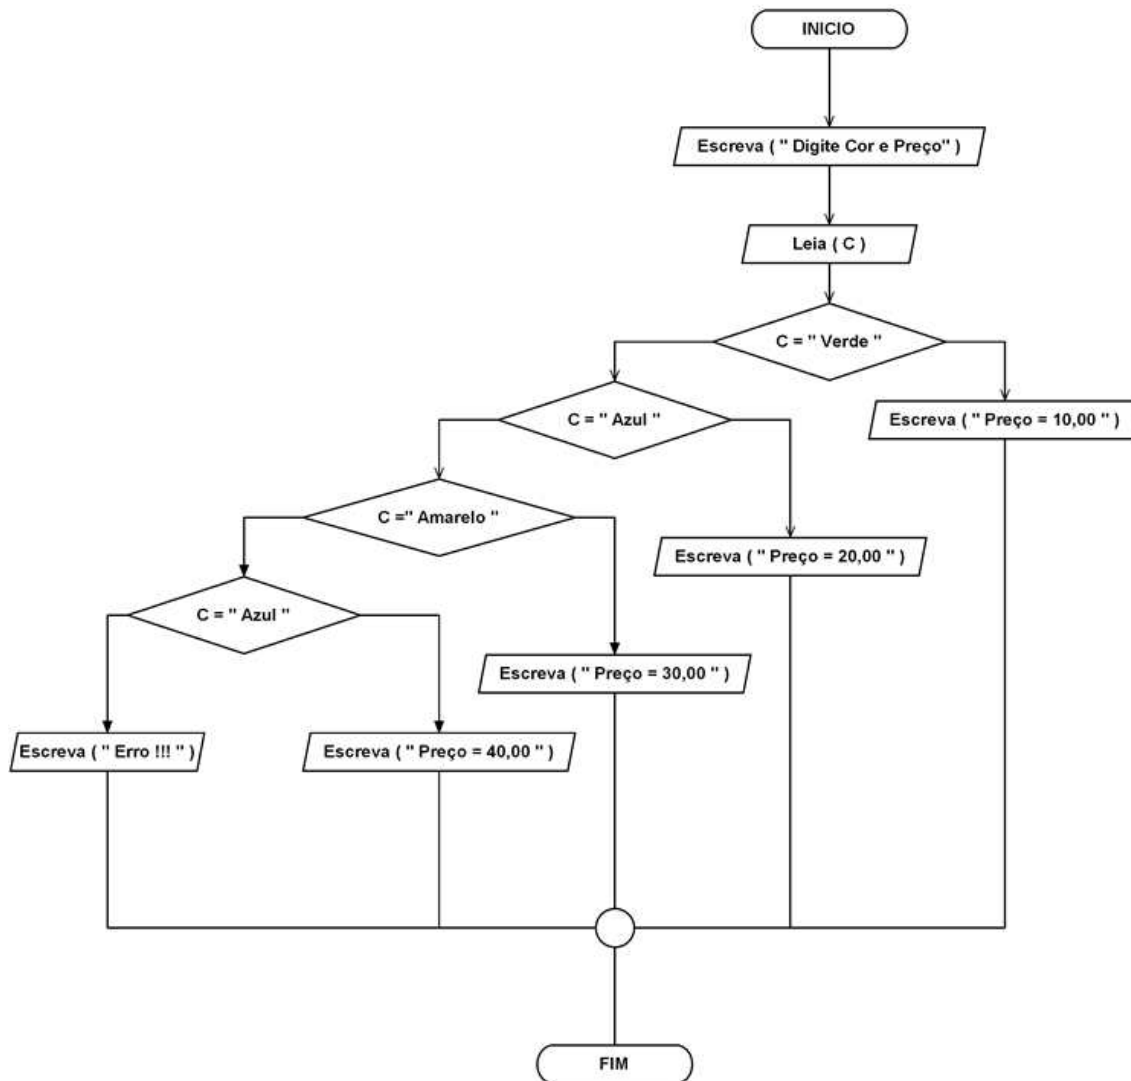 INICIO
Escreva ( " Digite Cor e Preço" )
Leia ( C )
C = " Verde "
C = " Azul "
Escreva ( " Preço = 10,00 " )
C =" Amarelo "
Escreva ( " Preço = 20,00 " )
C = " Azul "
Escreva ( " Preço = 30,00 " )
Escreva ( " Erro !!! " )
Escreva ( " Preço = 40,00 " )
FIM